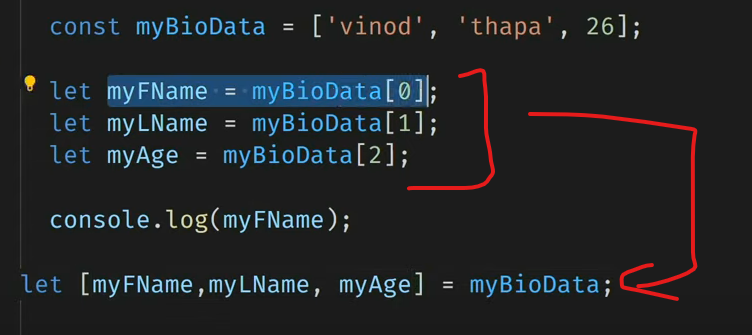 const myBioData = ['vinod', 'thapa', 26];
let myFName = myBioData[0];
let myLName = myBioData[1];
let myAge = myBioData[2];
console.log(myFName);
let [myFName,myLName, myAge] = myBioData;